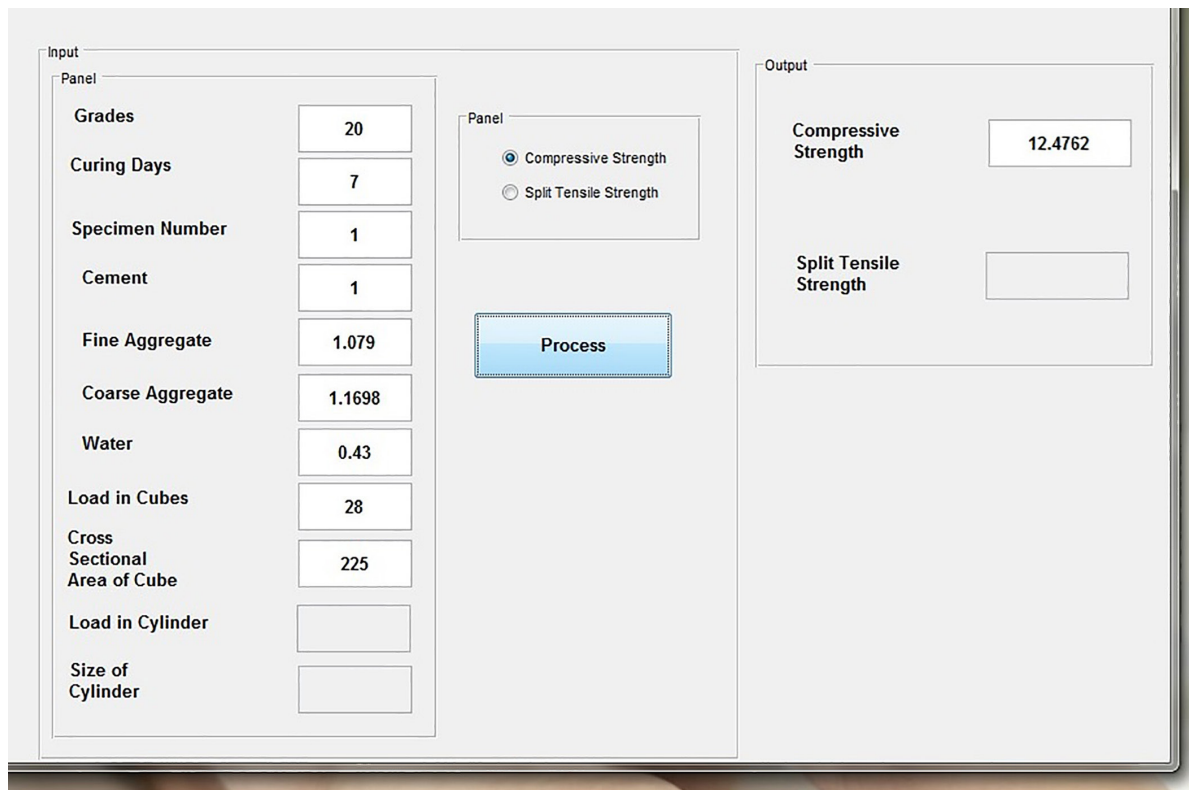 Input
Panel
Grades
20
Curing Days
7
Specimen Number
1
Cement
1
Fine Aggregate
1.079
Coarse Aggregate
1.1698
Water
0.43
Load in Cubes
28
Cross
Sectional
Area of Cube
225
Load in Cylinder
Size of
Cylinder
Panel
Compressive Strength
Split Tensile Strength
Process
Output
Compressive
Strength
12.4762
Split Tensile
Strength